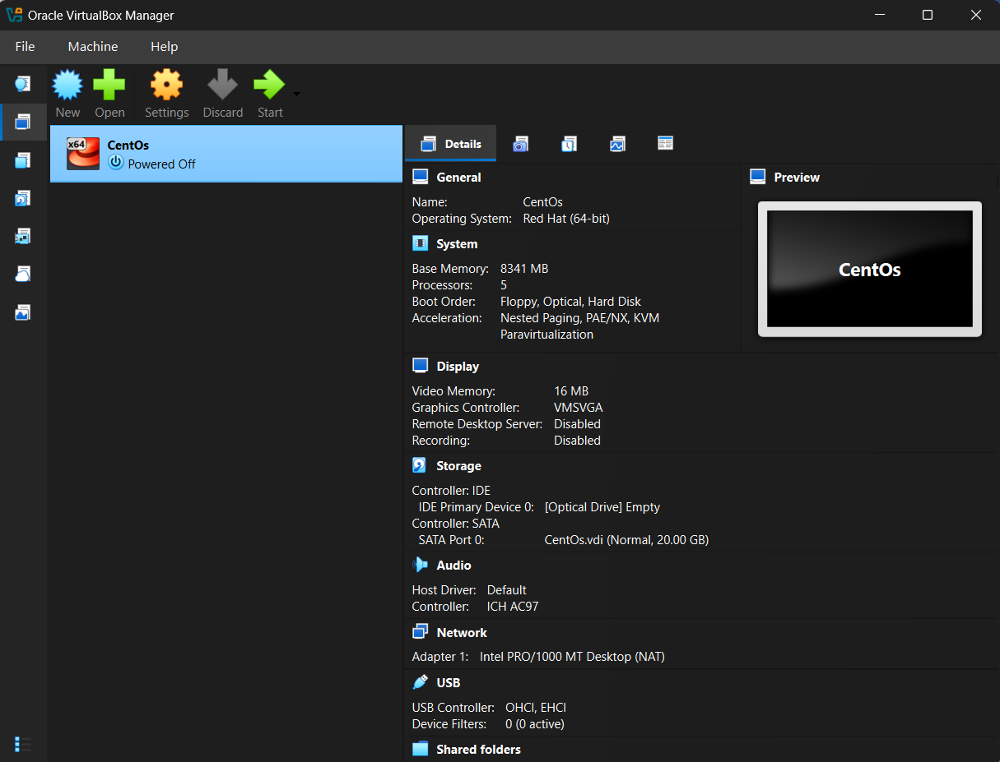 Oracle VirtualBox Manager
File Machine Help
New Open Settings Discard Start
x64 CentOs
Powered Off
Details
General
Name: CentOs
Operating System: Red Hat (64-bit)
System
Base Memory: 8341 MB
Processors: 5
Boot Order: Floppy, Optical, Hard Disk
Acceleration: Nested Paging, PAE/NX, KVM
Paravirtualization
Preview
CentOs
Display
Video Memory: 16 MB
Graphics Controller: VMSVGA
Remote Desktop Server: Disabled
Recording: Disabled
Storage
Controller: IDE
IDE Primary Device 0: [Optical Drive] Empty
Controller: SATA
SATA Port 0: CentOs.vdi (Normal, 20.00 GB)
Audio
Host Driver: Default
Controller: ICH AC97
Network
Adapter 1: Intel PRO/1000 MT Desktop (NAT)
USB
USB Controller: OHCI, EHCI
Device Filters: 0 (0 active)
Shared folders